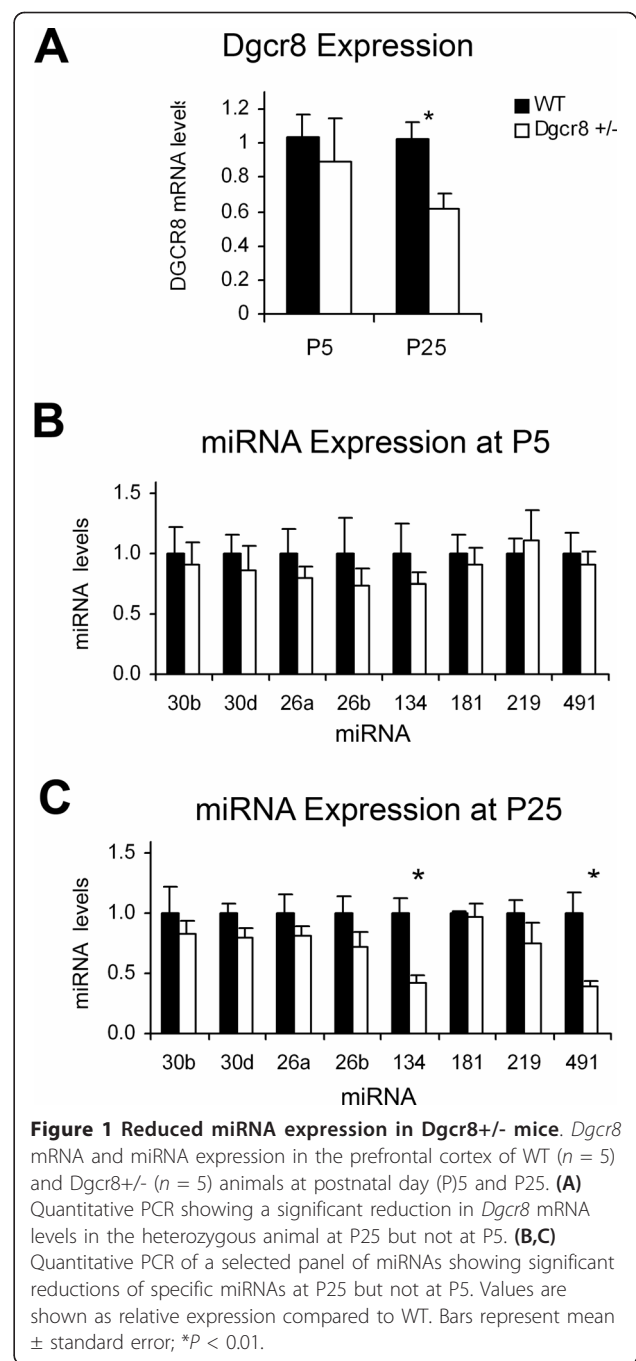 A
Dgcr8 Expression
DGCR8 mRNA levels
1.2
1
0.8
0.6
0.4
0.2
0
*
WT
Dgcr8 +/-
P5 P25
B
miRNA Expression at P5
miRNA levels
1.5
1.0
0.5
0.0
30b 30d 26a 26b 134 181 219 491
miRNA
C
miRNA Expression at P25
miRNA levels
1.5
1.0
0.5
0.0
* *
30b 30d 26a 26b 134 181 219 491
miRNA
Figure 1 Reduced miRNA expression in Dgcr8+/- mice. Dgcr8
mRNA and miRNA expression in the prefrontal cortex of WT (n = 5)
and Dgcr8+/- (n = 5) animals at postnatal day (P)5 and P25. (A)
Quantitative PCR showing a significant reduction in Dgcr8 mRNA
levels in the heterozygous animal at P25 but not at P5. (B,C)
Quantitative PCR of a selected panel of miRNAs showing significant
reductions of specific miRNAs at P25 but not at P5. Values are
shown as relative expression compared to WT. Bars represent mean
± standard error; *P < 0.01.